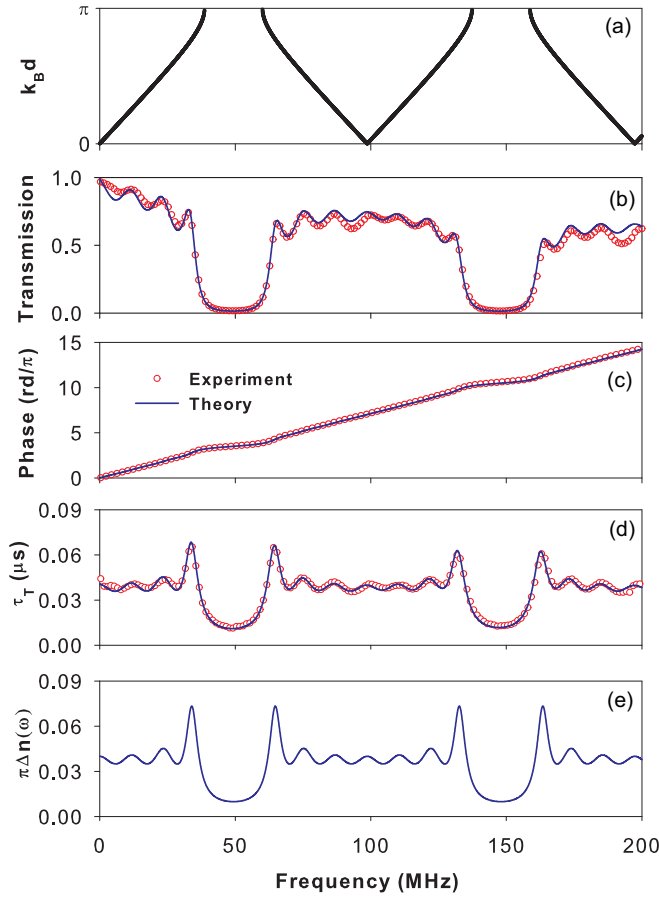 π
(a)
k_B d
0
1.0
(b)
Transmission
0.5
0.0
15
Phase (rd/π)
10
Experiment
(c)
Theory
5
0
0.09
(d)
τ_T (μs)
0.06
0.03
0.00
0.09
(e)
πΔn(ω)
0.06
0.03
0.00
0 50 100 150 200
Frequency (MHz)